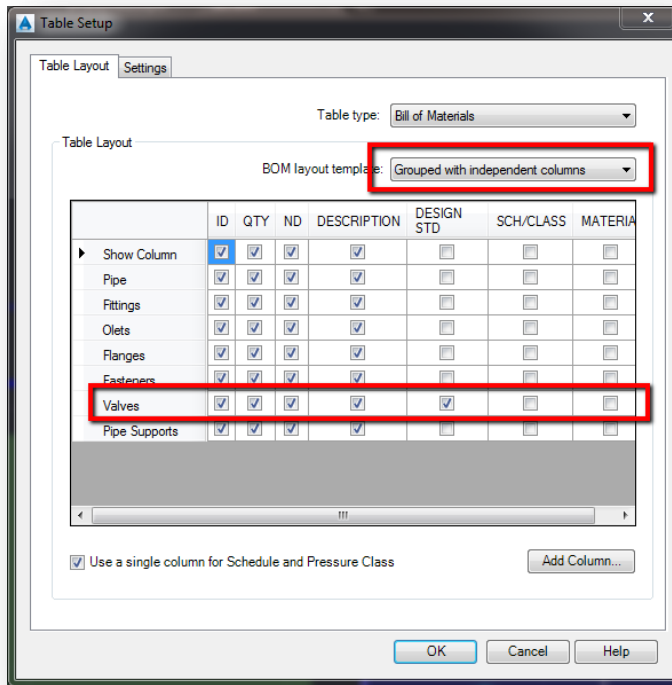 Table Setup
x
Table Layout Settings
Table type: Bill of Materials
Table Layout
BOM layout template: Grouped with independent columns
ID QTY ND DESCRIPTION DESIGN STD SCH/CLASS MATERIA
Show Column
Pipe
Fittings
Olets
Flanges
Fasteners
Valves
Pipe Supports
Use a single column for Schedule and Pressure Class Add Column...
OK Cancel Help